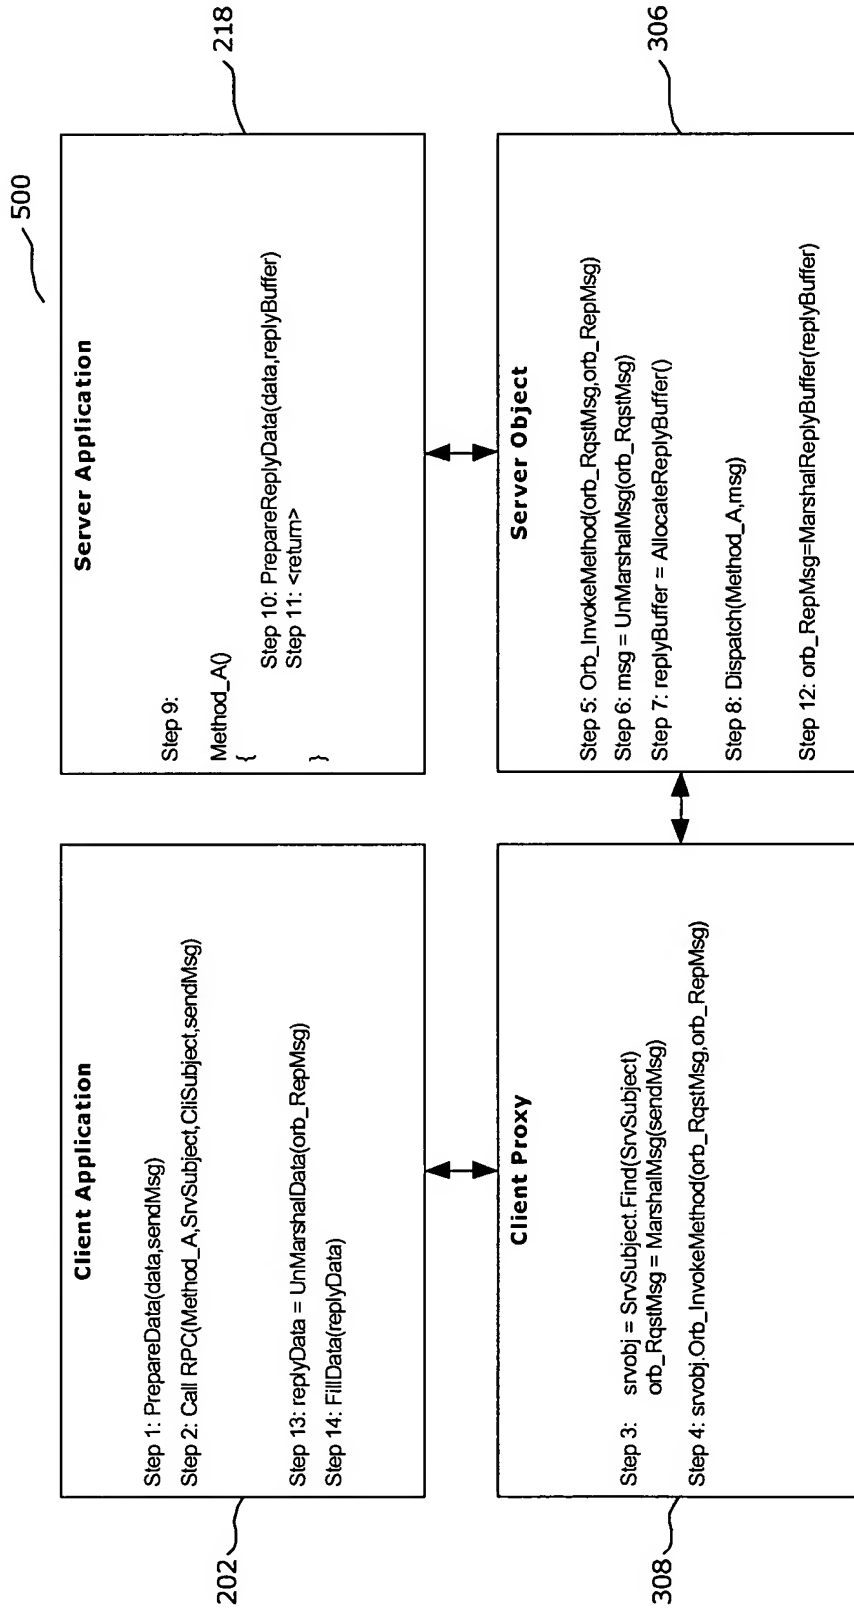 500
Client Application
Step 1: PrepareData(data,sendMsg)
Step 2: Call RPC(Method_A,SrvSubject,CliSubject,sendMsg)
Step 13: replyData = UnMarshalData(orb_RepMsg)
Step 14: FillData(replyData)
202
Server Application
Step 9:
Method_A()
{
Step 10: PrepareReplyData(data,replyBuffer)
Step 11: <return>
}
218
Client Proxy
Step 3: srvobj = SrvSubject.Find(SrvSubject)
orb_RqstMsg = MarshalMsg(sendMsg)
Step 4: srvobj.Orb_InvokeMethod(orb_RqstMsg,orb_RepMsg)
308
Server Object
Step 5: Orb_InvokeMethod(orb_RqstMsg,orb_RepMsg)
Step 6: msg = UnMarshalMsg(orb_RqstMsg)
Step 7: replyBuffer = AllocateReplyBuffer()
Step 8: Dispatch(Method_A,msg)
Step 12: orb_RepMsg=MarshalReplyBuffer(replyBuffer)
306